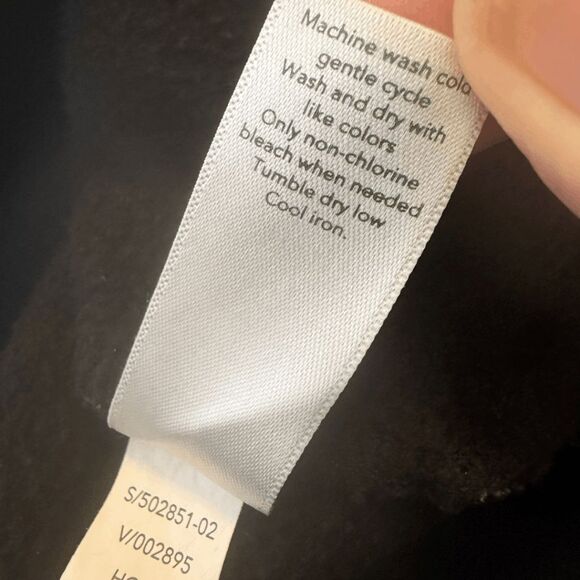 Machine wash cold
gentle cycle
Wash and dry with
like colors
Only non-chlorine
bleach when needed
Tumble dry low
Cool iron.
S/502851-02
V/002895